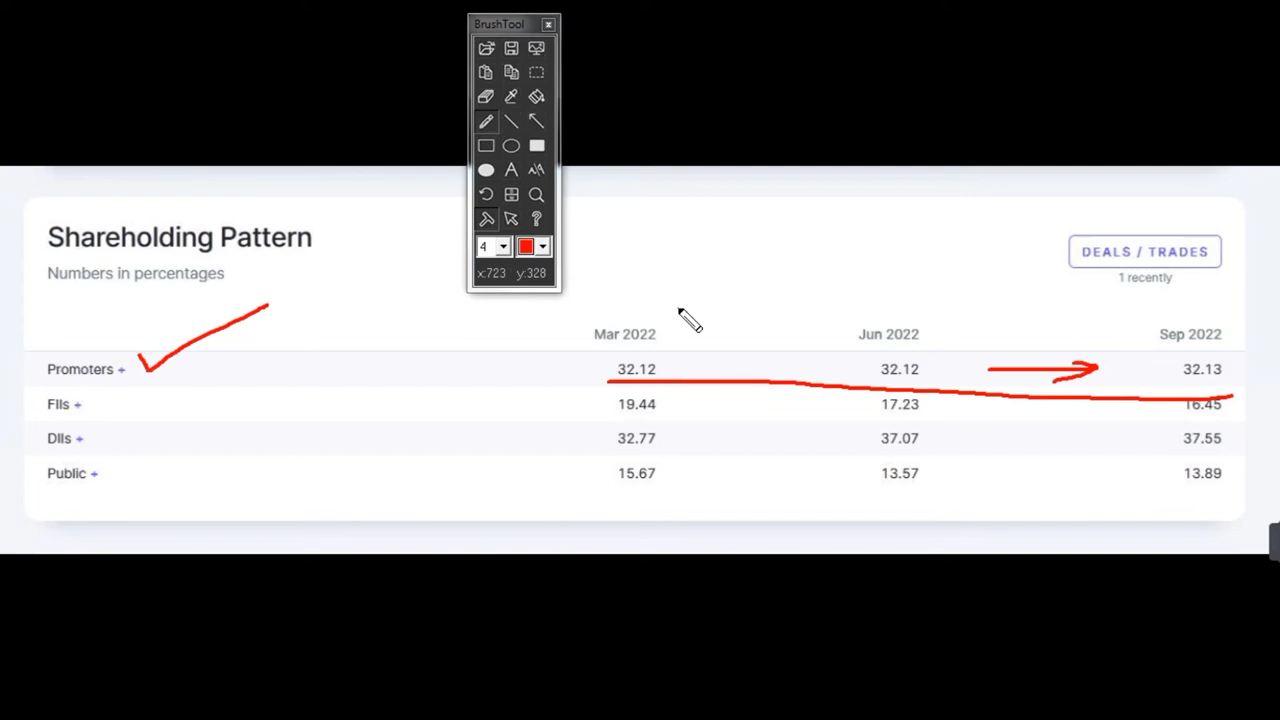 BrushTool
4
x:723 y:328
Shareholding Pattern
Numbers in percentages
DEALS / TRADES
1 recently
Mar 2022 Jun 2022 Sep 2022
Promoters + 32.12 32.12 32.13
FIIs + 19.44 17.23 16.45
DIIs + 32.77 37.07 37.55
Public + 15.67 13.57 13.89